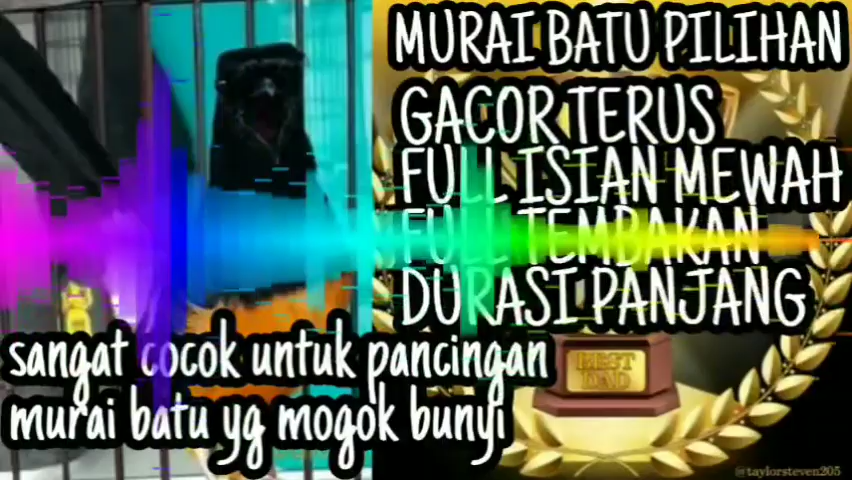 MURAI BATU PILIHAN
GACOR TERUS
FULL ISIAN MEWAH
FULL TEMBAKAN
DURASI PANJANG
sangat cocok untuk pancingan
murai batu yg mogok bunyi
BEST
DAD
@taylorsteven205